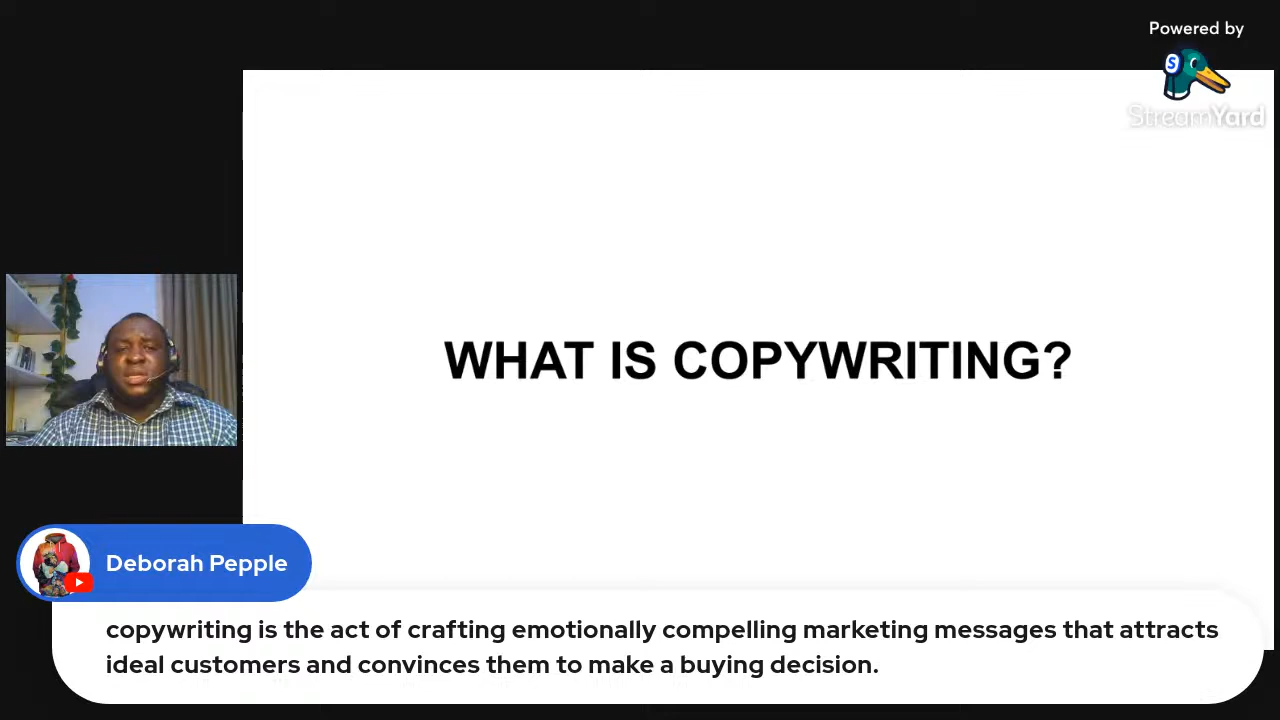 Powered by
StreamYard
WHAT IS COPYWRITING?
Deborah Pepple
copywriting is the act of crafting emotionally compelling marketing messages that attracts
ideal customers and convinces them to make a buying decision.